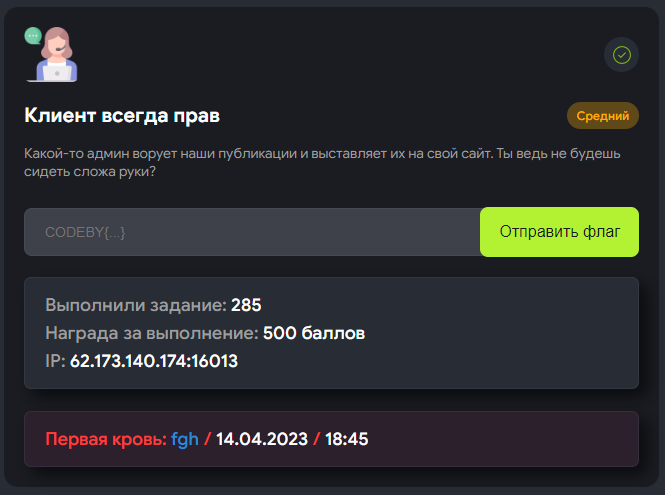 Клиент всегда прав
Средний
Какой-то админ ворует наши публикации и выставляет их на свой сайт. Ты ведь не будешь
сидеть сложа руки?
CODEBY{...}
Отправить флаг
Выполнили задание: 285
Награда за выполнение: 500 баллов
IP: 62.173.140.174:16013
Первая кровь: fgh / 14.04.2023 / 18:45